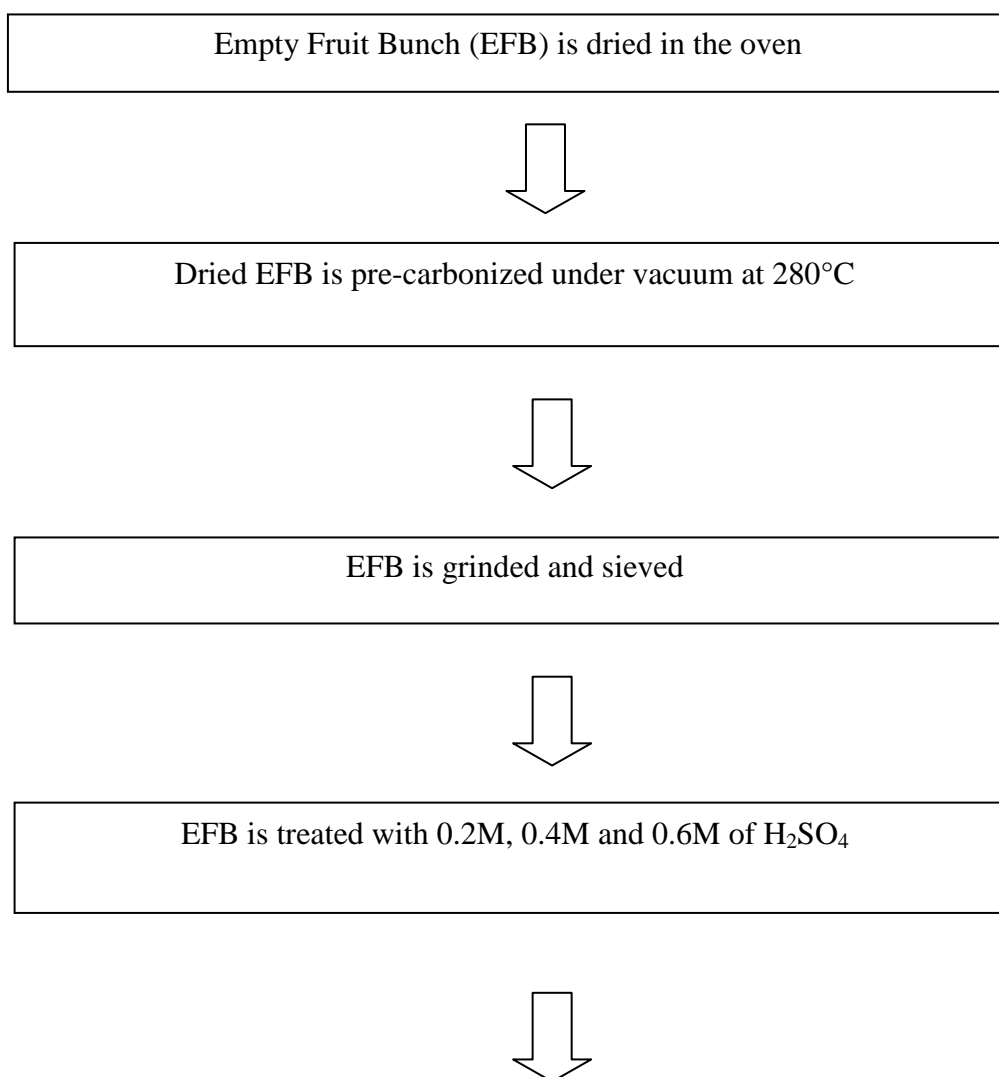 Empty Fruit Bunch (EFB) is dried in the oven
Dried EFB is pre-carbonized under vacuum at 280°C
EFB is grinded and sieved
EFB is treated with 0.2M, 0.4M and 0.6M of H₂SO₄